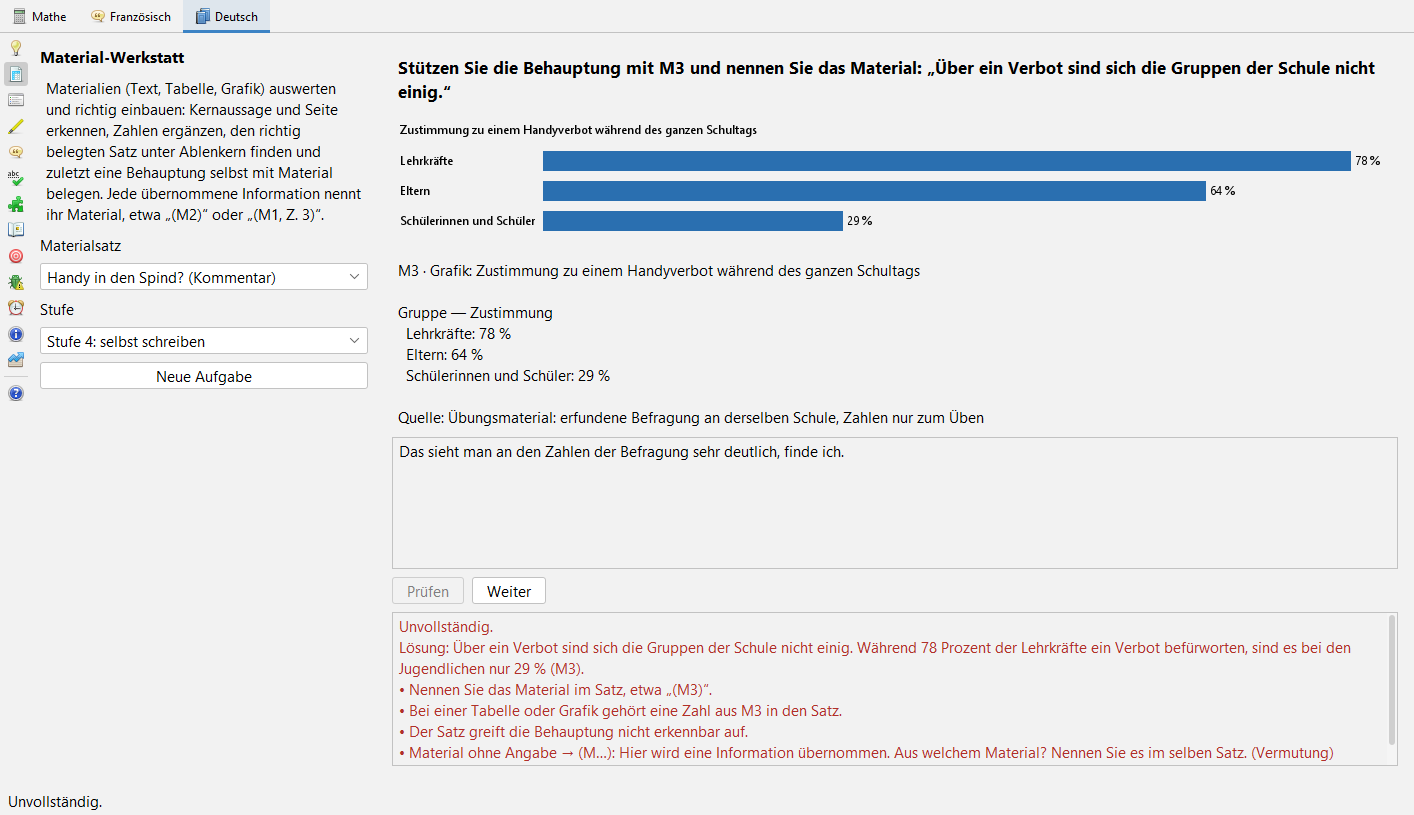 Mathe
Französisch
Deutsch
Material-Werkstatt
Materialien (Text, Tabelle, Grafik) auswerten
und richtig einbauen: Kernaussage und Seite
erkennen, Zahlen ergänzen, den richtig
belegten Satz unter Ablenkern finden und
zuletzt eine Behauptung selbst mit Material
belegen. Jede übernommene Information nennt
ihr Material, etwa „(M2)“ oder „(M1, Z. 3)“.
Materialsatz
Handy in den Spind? (Kommentar)
Stufe
Stufe 4: selbst schreiben
Neue Aufgabe
Stützen Sie die Behauptung mit M3 und nennen Sie das Material: „Über ein Verbot sind sich die Gruppen der Schule nicht
einig.“
Zustimmung zu einem Handyverbot während des ganzen Schultags
Lehrkräfte 78 %
Eltern 64 %
Schülerinnen und Schüler 29 %
M3 · Grafik: Zustimmung zu einem Handyverbot während des ganzen Schultags
Gruppe — Zustimmung
Lehrkräfte: 78 %
Eltern: 64 %
Schülerinnen und Schüler: 29 %
Quelle: Übungsmaterial: erfundene Befragung an derselben Schule, Zahlen nur zum Üben
Das sieht man an den Zahlen der Befragung sehr deutlich, finde ich.
Prüfen
Weiter
Unvollständig.
Lösung: Über ein Verbot sind sich die Gruppen der Schule nicht einig. Während 78 Prozent der Lehrkräfte ein Verbot befürworten, sind es bei den
Jugendlichen nur 29 % (M3).
• Nennen Sie das Material im Satz, etwa „(M3)“.
• Bei einer Tabelle oder Grafik gehört eine Zahl aus M3 in den Satz.
• Der Satz greift die Behauptung nicht erkennbar auf.
• Material ohne Angabe → (M…): Hier wird eine Information übernommen. Aus welchem Material? Nennen Sie es im selben Satz. (Vermutung)
Unvollständig.